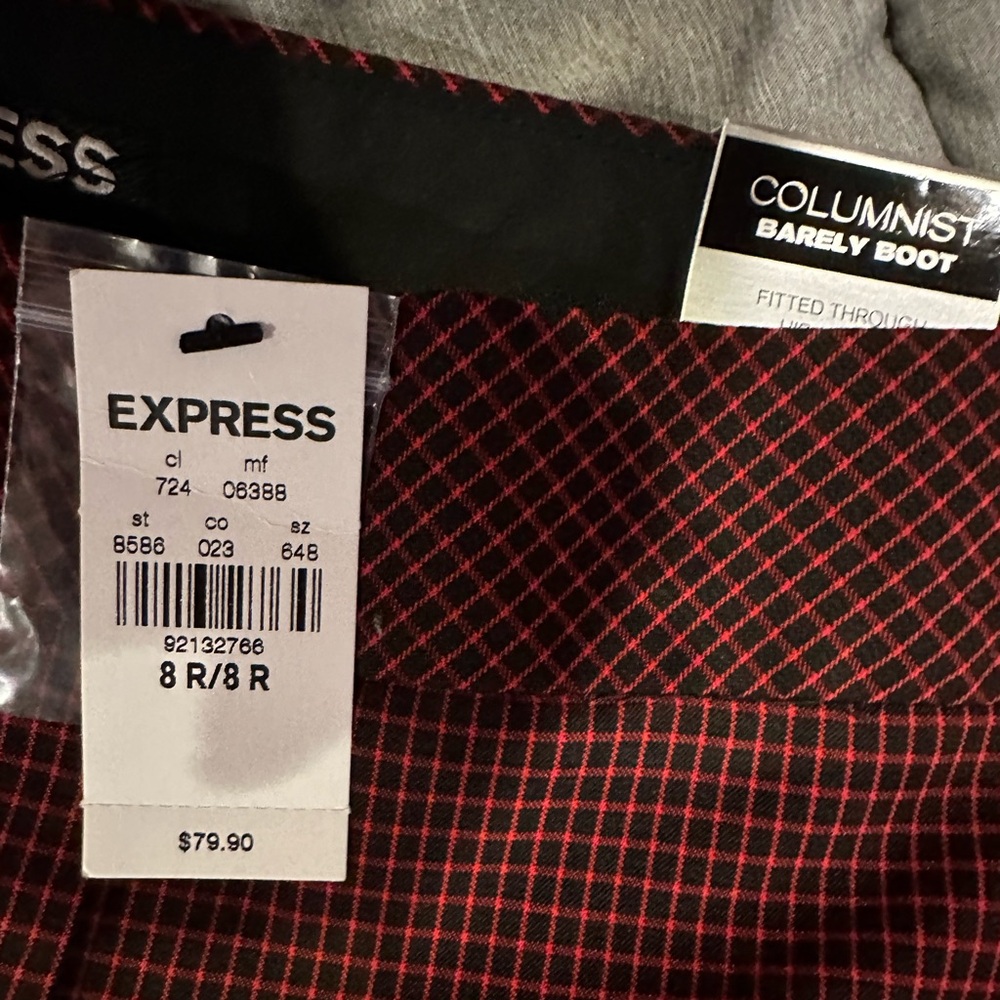 ESS
COLUMNIST
BARELY BOOT
FITTED THROUGH
EXPRESS
cl mf
724 06388
st co sz
8586 023 648
92132766
8 R/8 R
$79.90